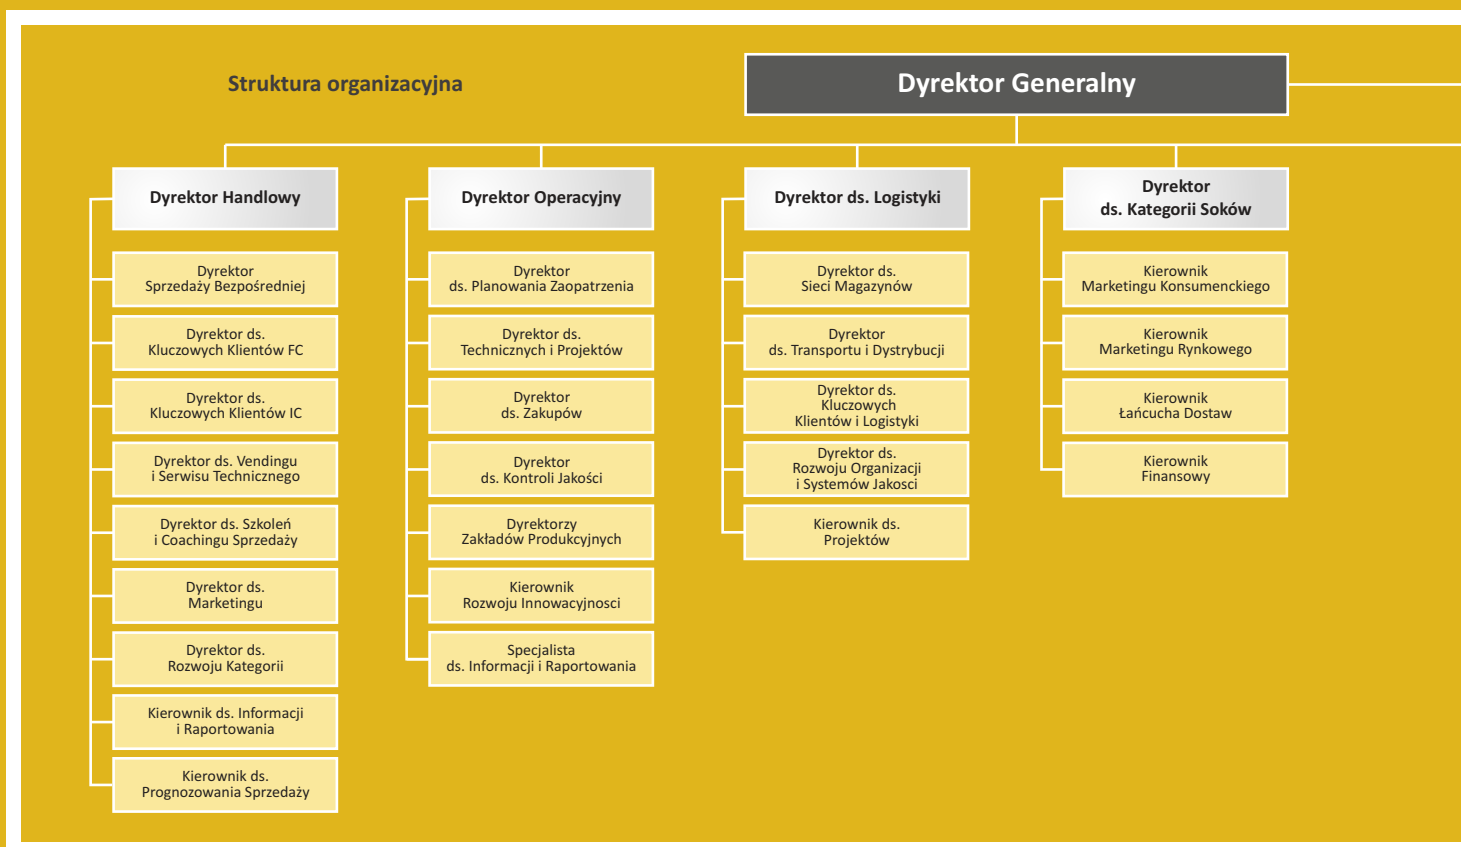 Struktura organizacyjna
Dyrektor Generalny
Dyrektor Handlowy
Dyrektor
Sprzedaży Bezpośredniej
Dyrektor ds.
Kluczowych Klientów FC
Dyrektor ds.
Kluczowych Klientów IC
Dyrektor ds. Vendingu
i Serwisu Technicznego
Dyrektor ds. Szkoleń
i Coachingu Sprzedaży
Dyrektor ds.
Marketingu
Dyrektor ds.
Rozwoju Kategorii
Kierownik ds. Informacji
i Raportowania
Kierownik ds.
Prognozowania Sprzedaży
Dyrektor Operacyjny
Dyrektor
ds. Planowania Zaopatrzenia
Dyrektor ds.
Technicznych i Projektów
Dyrektor
ds. Zakupów
Dyrektor
ds. Kontroli Jakości
Dyrektorzy
Zakładów Produkcyjnych
Kierownik
Rozwoju Innowacyjnosci
Specjalista
ds. Informacji i Raportowania
Dyrektor ds. Logistyki
Dyrektor ds.
Sieci Magazynów
Dyrektor
ds. Transportu i Dystrybucji
Dyrektor ds.
Kluczowych
Klientów i Logistyki
Dyrektor ds.
Rozwoju Organizacji
i Systemów Jakosci
Kierownik ds.
Projektów
Dyrektor
ds. Kategorii Soków
Kierownik
Marketingu Konsumenckiego
Kierownik
Marketingu Rynkowego
Kierownik
Łańcucha Dostaw
Kierownik
Finansowy